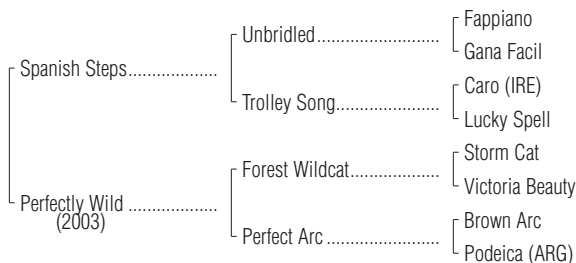 Fappiano
Unbridled..........................
Gana Facil
Spanish Steps...................
Caro (IRE)
Trolley Song......................
Lucky Spell
Storm Cat
Forest Wildcat...................
Victoria Beauty
Perfectly Wild ...................
(2003)
Brown Arc
Perfect Arc ........................
Podeica (ARG)